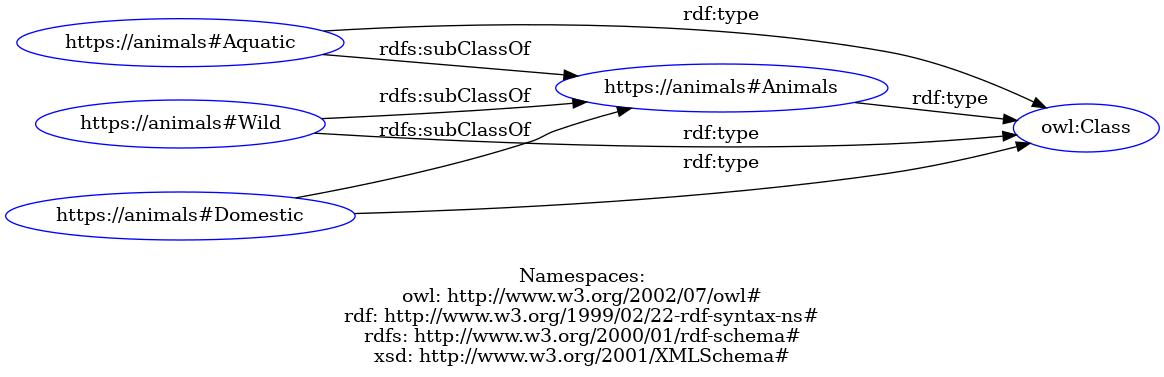 rdf:type
https://animals#Aquatic
rdfs:subClassOf
https://animals#Animals
rdfs:subClassOf
rdf:type
https://animals#Wild
rdfs:subClassOf
rdf:type
owl:Class
rdf:type
https://animals#Domestic
Namespaces:
owl: http://www.w3.org/2002/07/owl#
rdf: http://www.w3.org/1999/02/22-rdf-syntax-ns#
rdfs: http://www.w3.org/2000/01/rdf-schema#
xsd: http://www.w3.org/2001/XMLSchema#